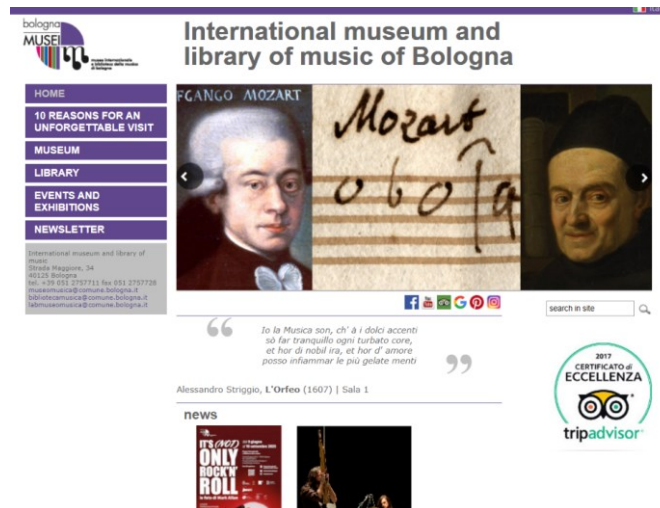 bologna
MUSEI
museo internazionale
e biblioteca della musica
di bologna
International museum and
library of music of Bologna
HOME
10 REASONS FOR AN
UNFORGETTABLE VISIT
MUSEUM
LIBRARY
EVENTS AND
EXHIBITIONS
NEWSLETTER
International museum and library of
music
Strada Maggiore, 34
40125 Bologna
tel. +39 051 2757711 fax 051 2757728
museomusica@comune.bologna.it
bibliotecamusica@comune.bologna.it
labmuseomusica@comune.bologna.it
FGANGO MOZART
Mozart
search in site
Io la Musica son, ch' à i dolci accenti
sò far tranquillo ogni turbato core,
et hor di nobil ira, et hor d' amore
posso infiammar le più gelate menti
Alessandro Striggio, L'Orfeo (1607) | Sala 1
2017
CERTIFICATO di
ECCELLENZA
tripadvisor
news
IT'S (NOT)
ONLY
ROCK'N'
ROLL